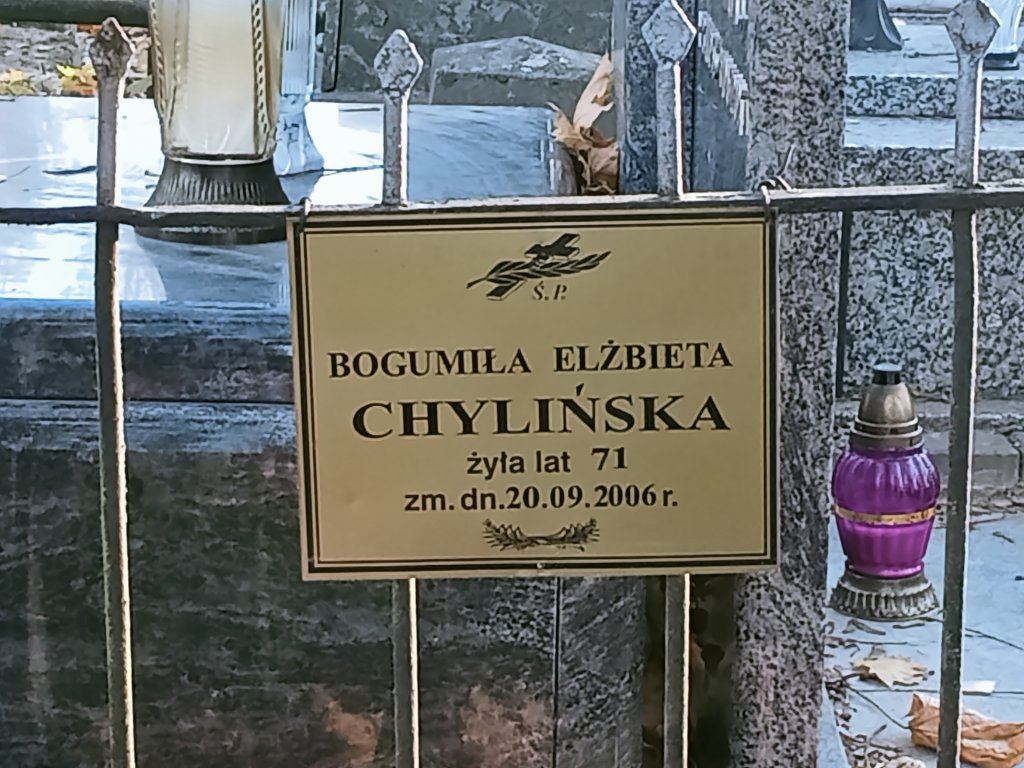 Ś.P.
BOGUMIŁA ELŻBIETA
CHYLIŃSKA
żyła lat 71
zm. dn. 20.09.2006 r.